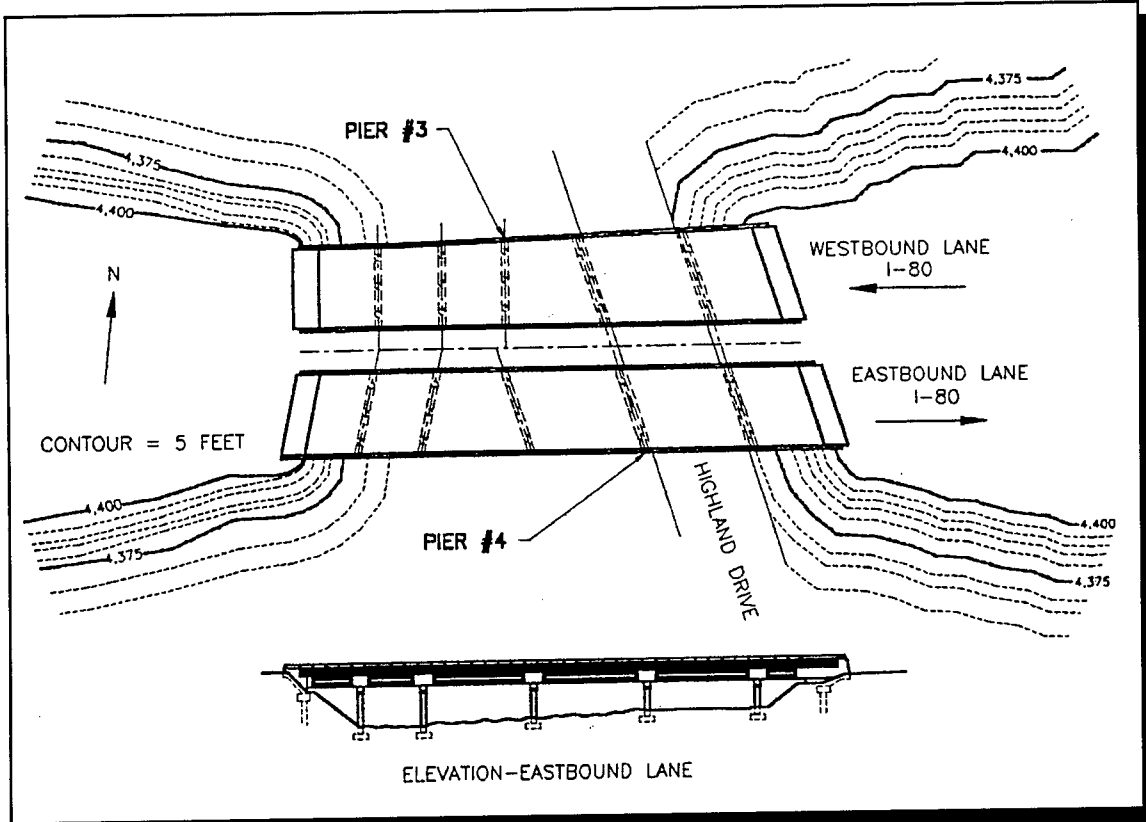 4,375
PIER #3
4,375
4,400
4,400
N
WESTBOUND LANE
I-80
EASTBOUND LANE
I-80
CONTOUR = 5 FEET
4,400
4,375
PIER #4
HIGHLAND DRIVE
4,400
4,375
ELEVATION-EASTBOUND LANE